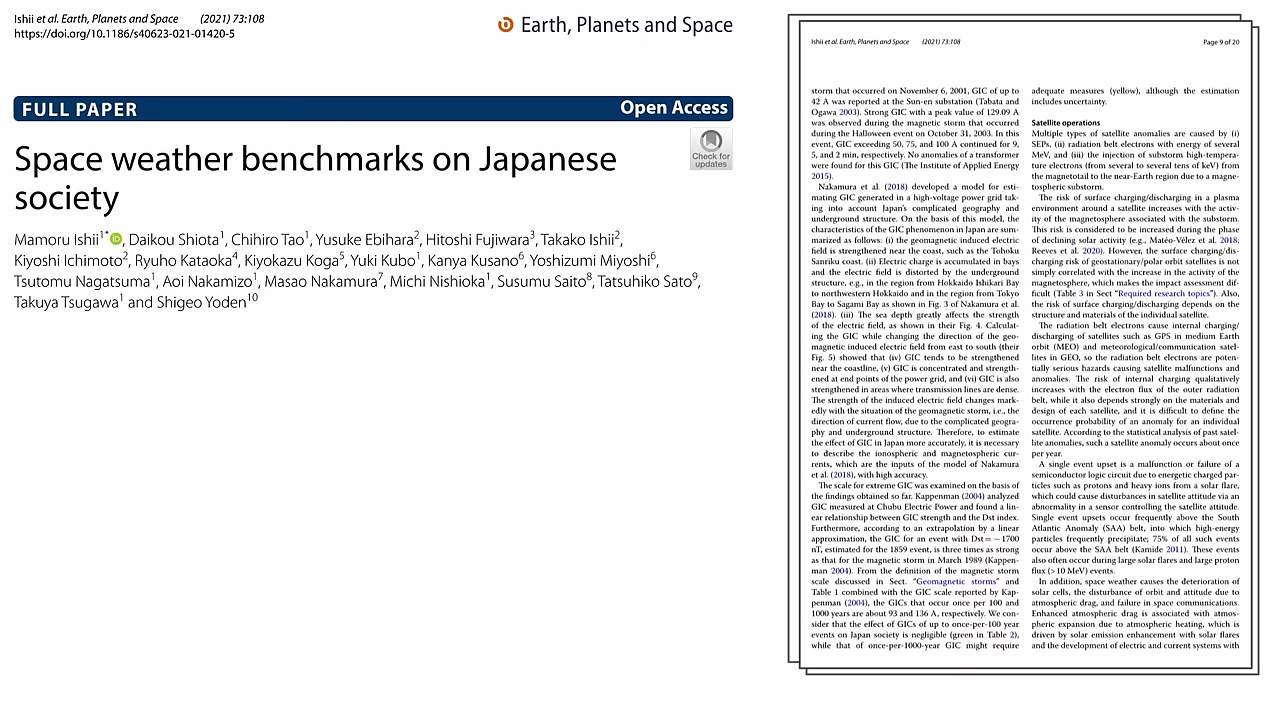 Ishii et al. Earth, Planets and Space (2021) 73:108
https://doi.org/10.1186/s40623-021-01420-5
Earth, Planets and Space
FULL PAPER
Open Access
Check for
updates
Space weather benchmarks on Japanese
society
Mamoru Ishii1*, Daikou Shiota1, Chihiro Tao1, Yusuke Ebihara2, Hitoshi Fujiwara3, Takako Ishii2,
Kiyoshi Ichimoto2, Ryuho Kataoka4, Kiyokazu Koga5, Yuki Kubo1, Kanya Kusano6, Yoshizumi Miyoshi6,
Tsutomu Nagatsuma1, Aoi Nakamizo1, Masao Nakamura7, Michi Nishioka1, Susumu Saito8, Tatsuhiko Sato9,
Takuya Tsugawa1 and Shigeo Yoden10
Ishii et al. Earth, Planets and Space (2021) 73:108
Page 9 of 20
storm that occurred on November 6, 2001, GIC of up to
42 A was reported at the Sun-en substation (Tabata and
Ogawa 2003). Strong GIC with a peak value of 129.09 A
was observed during the magnetic storm that occurred
during the Halloween event on October 31, 2003. In this
event, GIC exceeding 50, 75, and 100 A continued for 9,
5, and 2 min, respectively. No anomalies of a transformer
were found for this GIC (The Institute of Applied Energy
2015).
Nakamura et al. (2018) developed a model for esti-
mating GIC generated in a high-voltage power grid tak-
ing into account Japan's complicated geography and
underground structure. On the basis of this model, the
characteristics of the GIC phenomenon in Japan are sum-
marized as follows: (i) the geomagnetic induced electric
field is strengthened near the coast, such as the Tohoku
Sanriku coast. (ii) Electric charge is accumulated in bays
and the electric field is distorted by the underground
structure, e.g., in the region from Hokkaido Ishikari Bay
to northwestern Hokkaido and in the region from Tokyo
Bay to Sagami Bay as shown in Fig. 3 of Nakamura et al.
(2018). (iii) The sea depth greatly affects the strength
of the electric field, as shown in their Fig. 4. Calculat-
ing the GIC while changing the direction of the geo-
magnetic induced electric field from east to south (their
Fig. 5) showed that (iv) GIC tends to be strengthened
near the coastline, (v) GIC is concentrated and strength-
ened at end points of the power grid, and (vi) GIC is also
strengthened in areas where transmission lines are dense.
The strength of the induced electric field changes mark-
edly with the situation of the geomagnetic storm, i.e., the
direction of current flow, due to the complicated geogra-
phy and underground structure. Therefore, to estimate
the effect of GIC in Japan more accurately, it is necessary
to describe the ionospheric and magnetospheric cur-
rents, which are the inputs of the model of Nakamura
et al. (2018), with high accuracy.
The scale for extreme GIC was examined on the basis of
the findings obtained so far. Kappenman (2004) analyzed
GIC measured at Chubu Electric Power and found a lin-
ear relationship between GIC strength and the Dst index.
Furthermore, according to an extrapolation by a linear
approximation, the GIC for an event with Dst = −1700
nT, estimated for the 1859 event, is three times as strong
as that for the magnetic storm in March 1989 (Kappen-
man 2004). From the definition of the magnetic storm
scale discussed in Sect. "Geomagnetic storms" and
Table 1 combined with the GIC scale reported by Kap-
penman (2004), the GICs that occur once per 100 and
1000 years are about 93 and 136 A, respectively. We con-
sider that the effect of GICs of up to once-per-100 year
events on Japan society is negligible (green in Table 2),
while that of once-per-1000-year GIC might require
adequate measures (yellow), although the estimation
includes uncertainty.
Satellite operations
Multiple types of satellite anomalies are caused by (i)
SEPs, (ii) radiation belt electrons with energy of several
MeV, and (iii) the injection of substorm high-tempera-
ture electrons (from several to several tens of keV) from
the magnetotail to the near-Earth region due to a magne-
tospheric substorm.
The risk of surface charging/discharging in a plasma
environment around a satellite increases with the activ-
ity of the magnetosphere associated with the substorm.
This risk is considered to be increased during the phase
of declining solar activity (e.g., Matéo-Vélez et al. 2018;
Reeves et al. 2020). However, the surface charging/dis-
charging risk of geostationary/polar orbit satellites is not
simply correlated with the increase in the activity of the
magnetosphere, which makes the impact assessment dif-
ficult (Table 3 in Sect "Required research topics"). Also,
the risk of surface charging/discharging depends on the
structure and materials of the individual satellite.
The radiation belt electrons cause internal charging/
discharging of satellites such as GPS in medium Earth
orbit (MEO) and meteorological/communication satel-
lites in GEO, so the radiation belt electrons are poten-
tially serious hazards causing satellite malfunctions and
anomalies. The risk of internal charging qualitatively
increases with the electron flux of the outer radiation
belt, while it also depends strongly on the materials and
design of each satellite, and it is difficult to define the
occurrence probability of an anomaly for an individual
satellite. According to the statistical analysis of past satel-
lite anomalies, such a satellite anomaly occurs about once
per year.
A single event upset is a malfunction or failure of a
semiconductor logic circuit due to energetic charged par-
ticles such as protons and heavy ions from a solar flare,
which could cause disturbances in satellite attitude via an
abnormality in a sensor controlling the satellite attitude.
Single event upsets occur frequently above the South
Atlantic Anomaly (SAA) belt, into which high-energy
particles frequently precipitate; 75% of all such events
occur above the SAA belt (Kamide 2011). These events
also often occur during large solar flares and large proton
flux (> 10 MeV) events.
In addition, space weather causes the deterioration of
solar cells, the disturbance of orbit and attitude due to
atmospheric drag, and failure in space communications.
Enhanced atmospheric drag is associated with atmos-
pheric expansion due to atmospheric heating, which is
driven by solar emission enhancement with solar flares
and the development of electric and current systems with